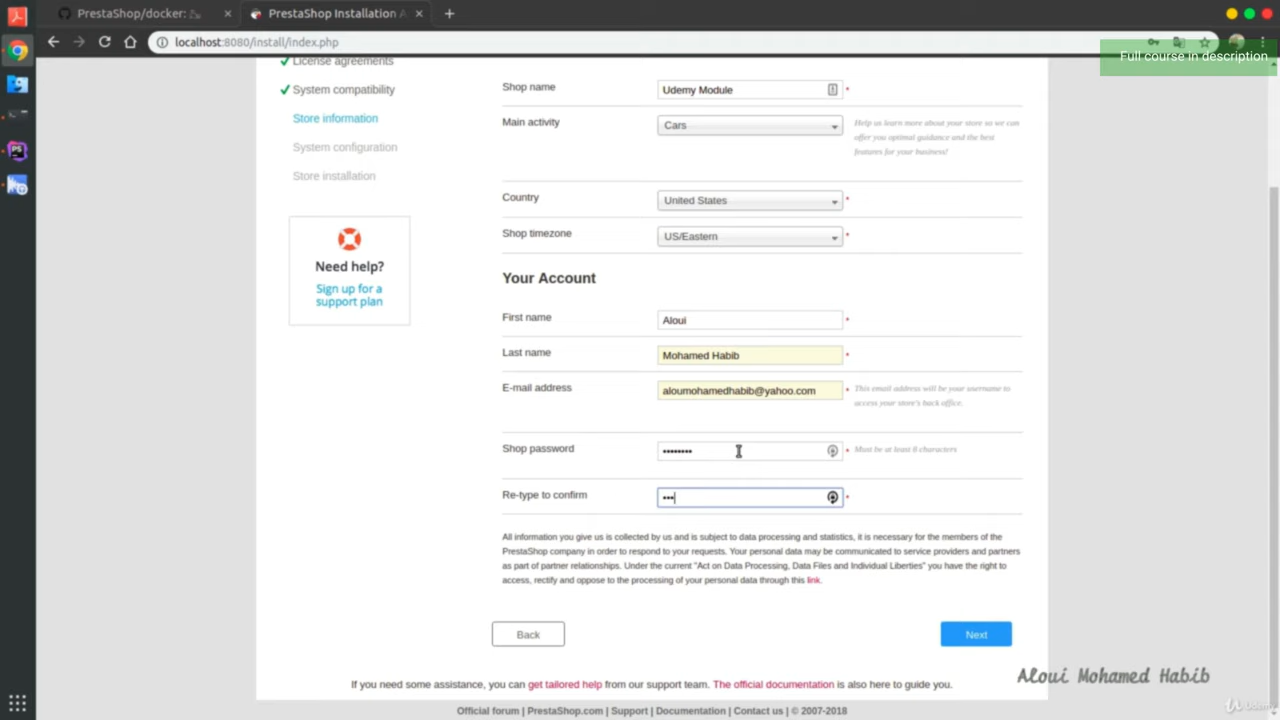 PrestaShop/docker:
PrestaShop Installation A
localhost:8080/install/index.php
Full course in description
License agreements
System compatibility
Store information
System configuration
Store installation
Need help?
Sign up for a
support plan
Shop name
Udemy Module
*
Main activity
Cars
Help us learn more about your store so we can
offer you optimal guidance and the best
features for your business!
Country
United States
*
Shop timezone
US/Eastern
*
Your Account
First name
Aloui
*
Last name
Mohamed Habib
*
E-mail address
aloumohamedhabib@yahoo.com
*
This email address will be your username to
access your store's back office.
Shop password
••••••••
*
Must be at least 8 characters
Re-type to confirm
•••
*
All information you give us is collected by us and is subject to data processing and statistics, it is necessary for the members of the
PrestaShop company in order to respond to your requests. Your personal data may be communicated to service providers and partners
as part of partner relationships. Under the current "Act on Data Processing, Data Files and Individual Liberties" you have the right to
access, rectify and oppose to the processing of your personal data through this link.
Back
Next
If you need some assistance, you can get tailored help from our support team. The official documentation is also here to guide you.
Aloui Mohamed Habib
Official forum | PrestaShop.com | Support | Documentation | Contact us | © 2007-2018
Udemy